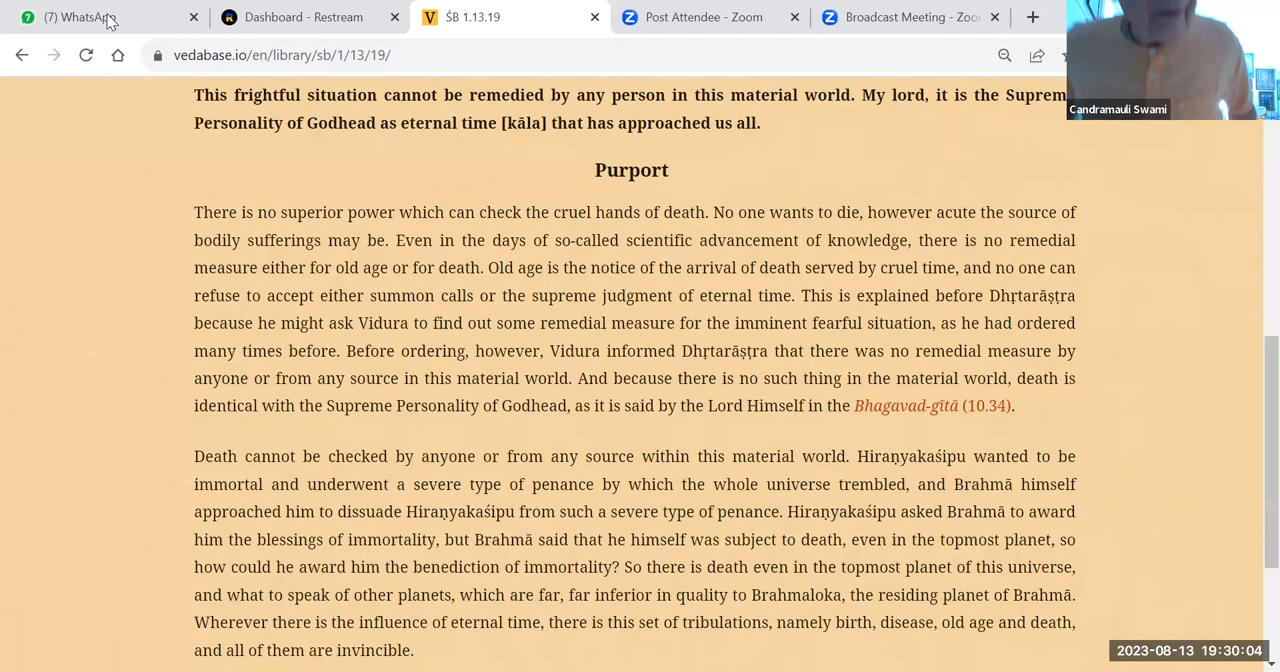 (7) WhatsApp
Dashboard - Restream
ŚB 1.13.19
Post Attendee - Zoom
Broadcast Meeting - Zoo
vedabase.io/en/library/sb/1/13/19/
Candramauli Swami
This frightful situation cannot be remedied by any person in this material world. My lord, it is the Suprem
Personality of Godhead as eternal time [kāla] that has approached us all.
Purport
There is no superior power which can check the cruel hands of death. No one wants to die, however acute the source of
bodily sufferings may be. Even in the days of so-called scientific advancement of knowledge, there is no remedial
measure either for old age or for death. Old age is the notice of the arrival of death served by cruel time, and no one can
refuse to accept either summon calls or the supreme judgment of eternal time. This is explained before Dhṛtarāṣṭra
because he might ask Vidura to find out some remedial measure for the imminent fearful situation, as he had ordered
many times before. Before ordering, however, Vidura informed Dhṛtarāṣṭra that there was no remedial measure by
anyone or from any source in this material world. And because there is no such thing in the material world, death is
identical with the Supreme Personality of Godhead, as it is said by the Lord Himself in the Bhagavad-gītā (10.34).
Death cannot be checked by anyone or from any source within this material world. Hiraṇyakaśipu wanted to be
immortal and underwent a severe type of penance by which the whole universe trembled, and Brahmā himself
approached him to dissuade Hiraṇyakaśipu from such a severe type of penance. Hiraṇyakaśipu asked Brahmā to award
him the blessings of immortality, but Brahmā said that he himself was subject to death, even in the topmost planet, so
how could he award him the benediction of immortality? So there is death even in the topmost planet of this universe,
and what to speak of other planets, which are far, far inferior in quality to Brahmaloka, the residing planet of Brahmā.
Wherever there is the influence of eternal time, there is this set of tribulations, namely birth, disease, old age and death,
and all of them are invincible.
2023-08-13 19:30:04